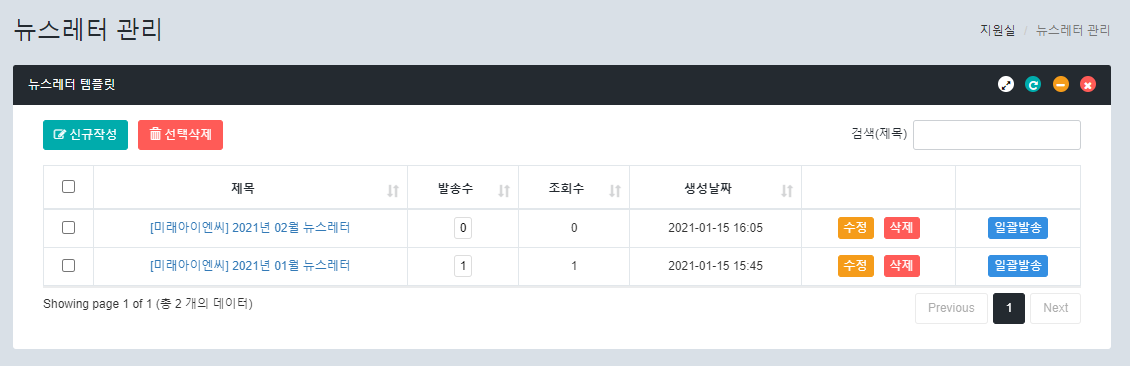 뉴스레터 관리
지원실 / 뉴스레터 관리
뉴스레터 템플릿
신규작성 선택삭제 검색(제목)
제목 발송수 조회수 생성날짜
[미래아이엔씨] 2021년 02월 뉴스레터 0 0 2021-01-15 16:05 수정 삭제 일괄발송
[미래아이엔씨] 2021년 01월 뉴스레터 1 1 2021-01-15 15:45 수정 삭제 일괄발송
Showing page 1 of 1 (총 2 개의 데이터) Previous 1 Next